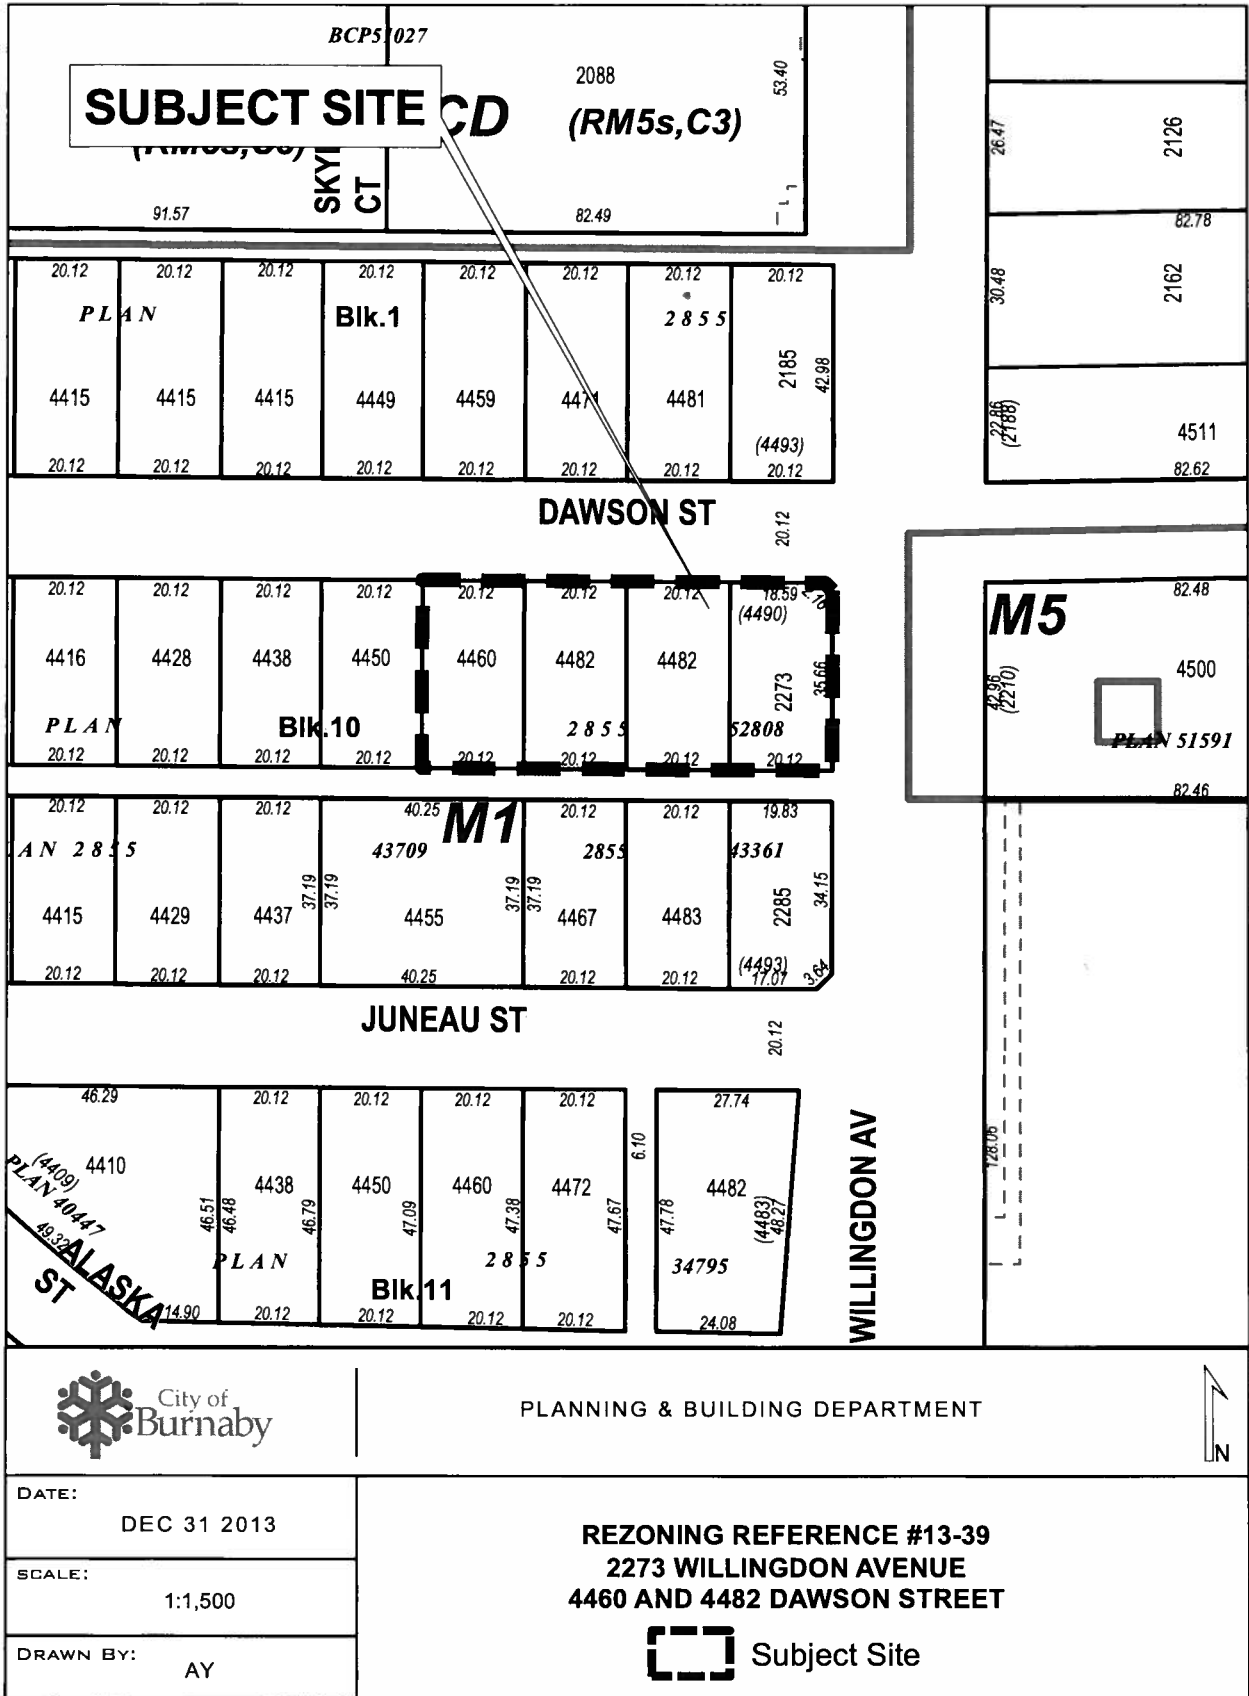 BCP51027
SUBJECT SITE
CD
2088
(RM5s,C3)
53.40
CT
91.57
82.49
26.47
2126
82.78
30.48
2162
22.86
(2188)
4511
82.62
20.12 20.12 20.12 20.12 20.12 20.12 20.12 20.12
PLAN Blk.1 2855
4415 4415 4415 4449 4459 4471 4481 2185 42.98
(4493)
20.12 20.12 20.12 20.12 20.12 20.12 20.12 20.12
DAWSON ST
20.12
20.12 20.12 20.12 20.12 20.12 20.12 20.12 18.59
(4490)
4416 4428 4438 4450 4460 4482 4482 2273 35.66
PLAN Blk.10 2855 52808
20.12 20.12 20.12 20.12 20.12 20.12 20.12 20.12
M5
82.48
42.96
(2210)
4500
PLAN 51591
82.46
M1
20.12 20.12 20.12 40.25 20.12 20.12 19.83
AN 2855 43709 2855 43361
37.19 37.19 37.19 37.19 34.15
4415 4429 4437 4455 4467 4483 2285
(4493)
20.12 20.12 20.12 40.25 20.12 20.12 17.07 3.64
JUNEAU ST
20.12
46.29 20.12 20.12 20.12 20.12 27.74
6.10
128.06
(4409) 4410 4438 4450 4460 4472 4482
PLAN 40447
49.32
46.51 46.48 46.79 47.09 47.38 47.67 47.78 (4483) 48.27
PLAN 2855 34795
Blk.11
ALASKA
ST
14.90 20.12 20.12 20.12 20.12 24.08
WILLINGDON AV
City of
Burnaby
PLANNING & BUILDING DEPARTMENT
N
DATE:
DEC 31 2013
SCALE:
1:1,500
DRAWN BY:
AY
REZONING REFERENCE #13-39
2273 WILLINGDON AVENUE
4460 AND 4482 DAWSON STREET
Subject Site